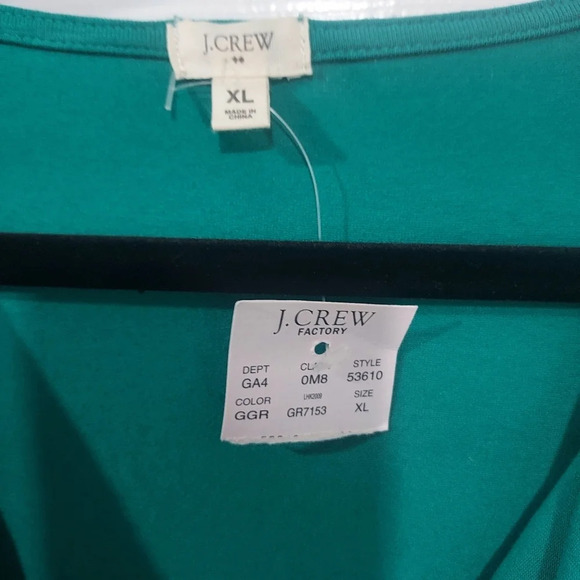 J.CREW
XL
MADE IN
CHINA
J.CREW
FACTORY
DEPT STYLE
GA4 0M8 53610
COLOR SIZE
GGR GR7153 XL